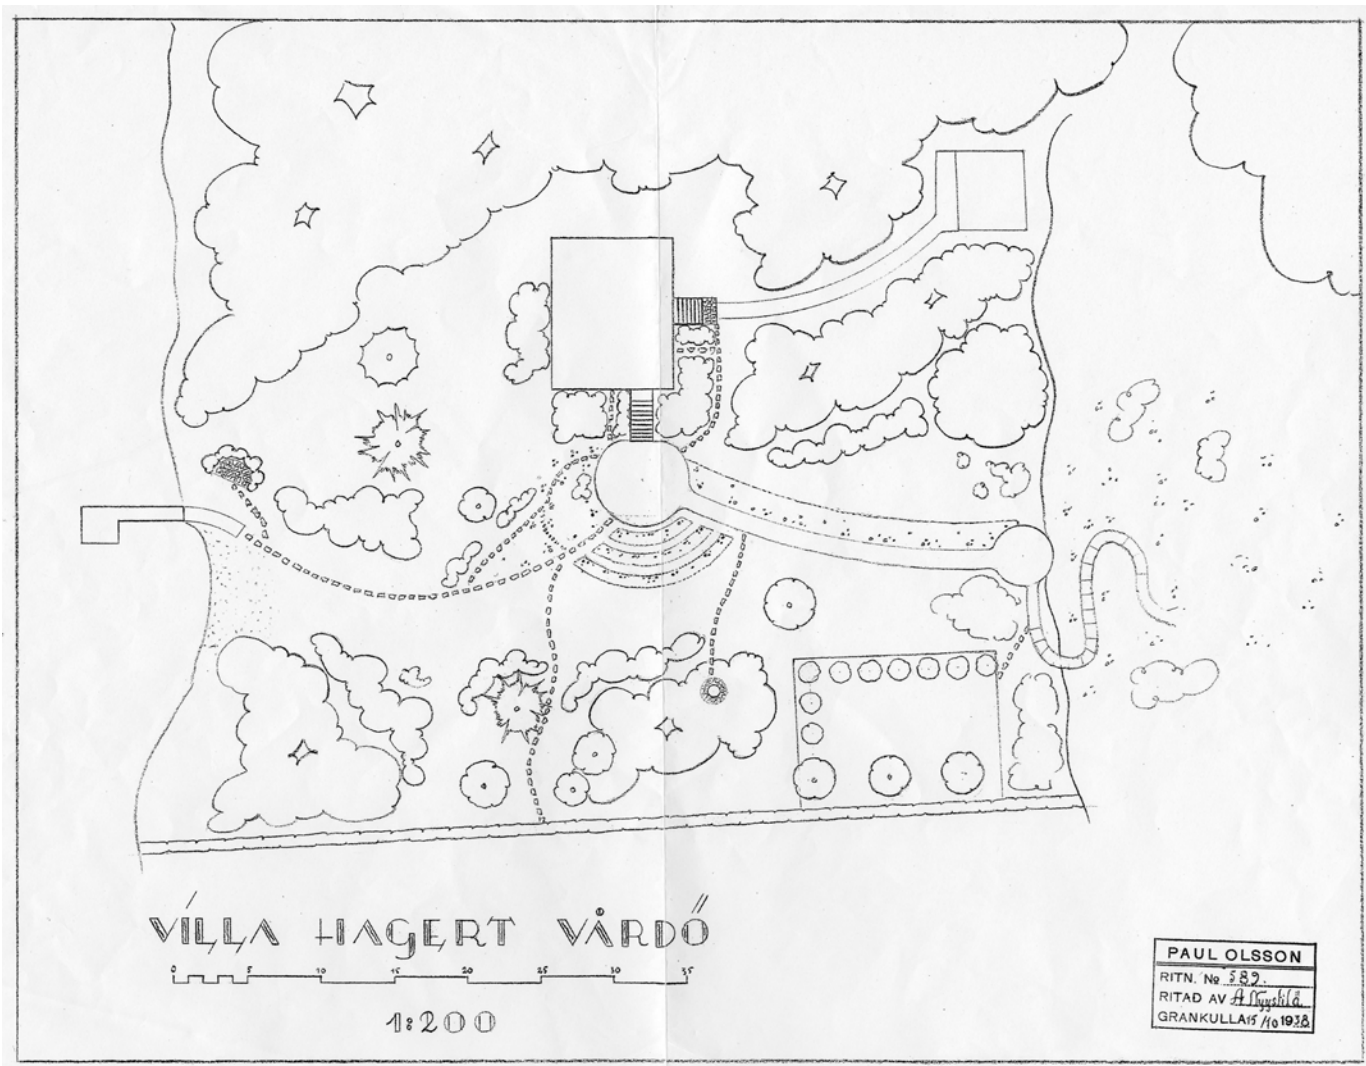 VILLA HAGERT VÅRDÖ
0 5 10 15 20 25 30 35
1:200
PAUL OLSSON
RITN. No 589.
RITAD AV A Nyystilä
GRANKULLA 15/10 1938